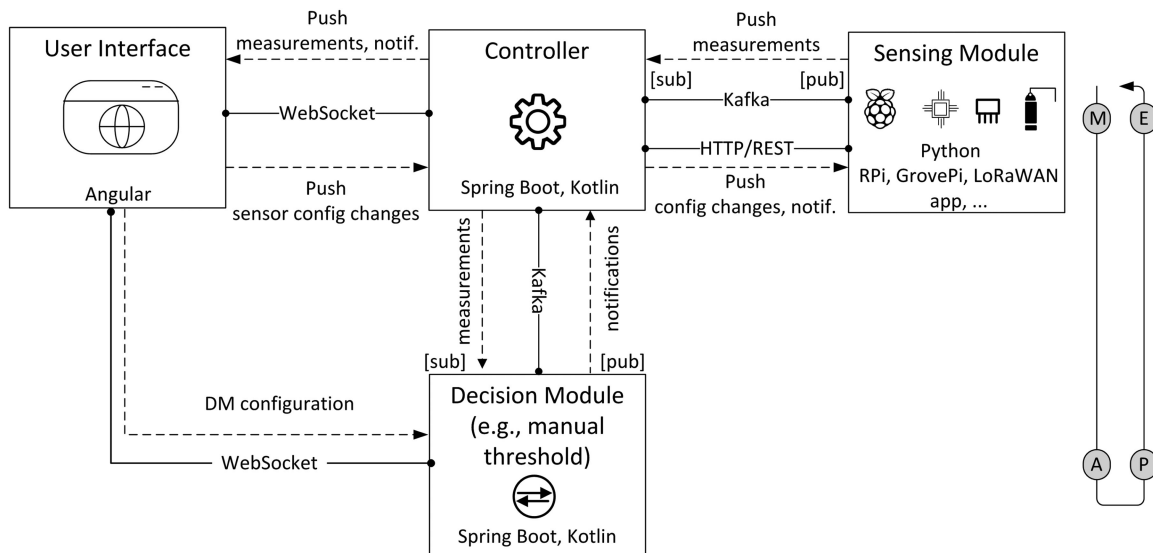 User Interface
Angular
Push
measurements, notif.
WebSocket
Push
sensor config changes
Controller
Spring Boot, Kotlin
Push
measurements
[sub]
[pub]
Kafka
HTTP/REST
Push
config changes, notif.
Sensing Module
Python
RPi, GrovePi, LoRaWAN
app, ...
M
E
A
P
measurements
Kafka
notifications
[sub]
[pub]
DM configuration
WebSocket
Decision Module
(e.g., manual
threshold)
Spring Boot, Kotlin